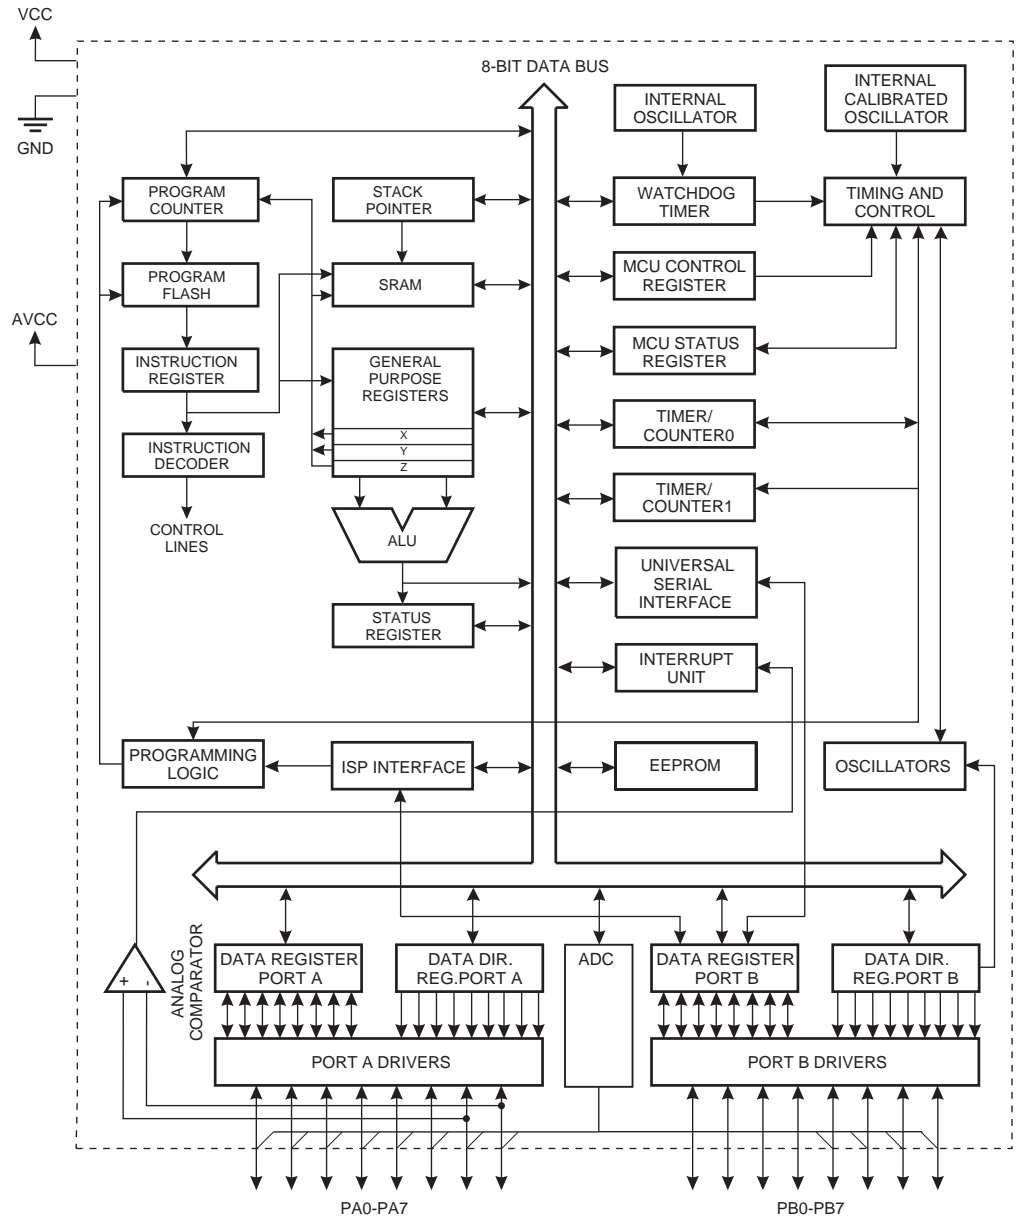 VCC
8-BIT DATA BUS
INTERNAL
OSCILLATOR
INTERNAL
CALIBRATED
OSCILLATOR
GND
PROGRAM
COUNTER
STACK
POINTER
WATCHDOG
TIMER
TIMING AND
CONTROL
PROGRAM
FLASH
SRAM
MCU CONTROL
REGISTER
AVCC
INSTRUCTION
REGISTER
GENERAL
PURPOSE
REGISTERS
X
Y
Z
MCU STATUS
REGISTER
INSTRUCTION
DECODER
TIMER/
COUNTER0
CONTROL
LINES
ALU
TIMER/
COUNTER1
STATUS
REGISTER
UNIVERSAL
SERIAL
INTERFACE
INTERRUPT
UNIT
PROGRAMMING
LOGIC
ISP INTERFACE
EEPROM
OSCILLATORS
+
-
ANALOG
COMPARATOR
DATA REGISTER
PORT A
DATA DIR.
REG.PORT A
ADC
DATA REGISTER
PORT B
DATA DIR.
REG.PORT B
PORT A DRIVERS
PORT B DRIVERS
PA0-PA7
PB0-PB7